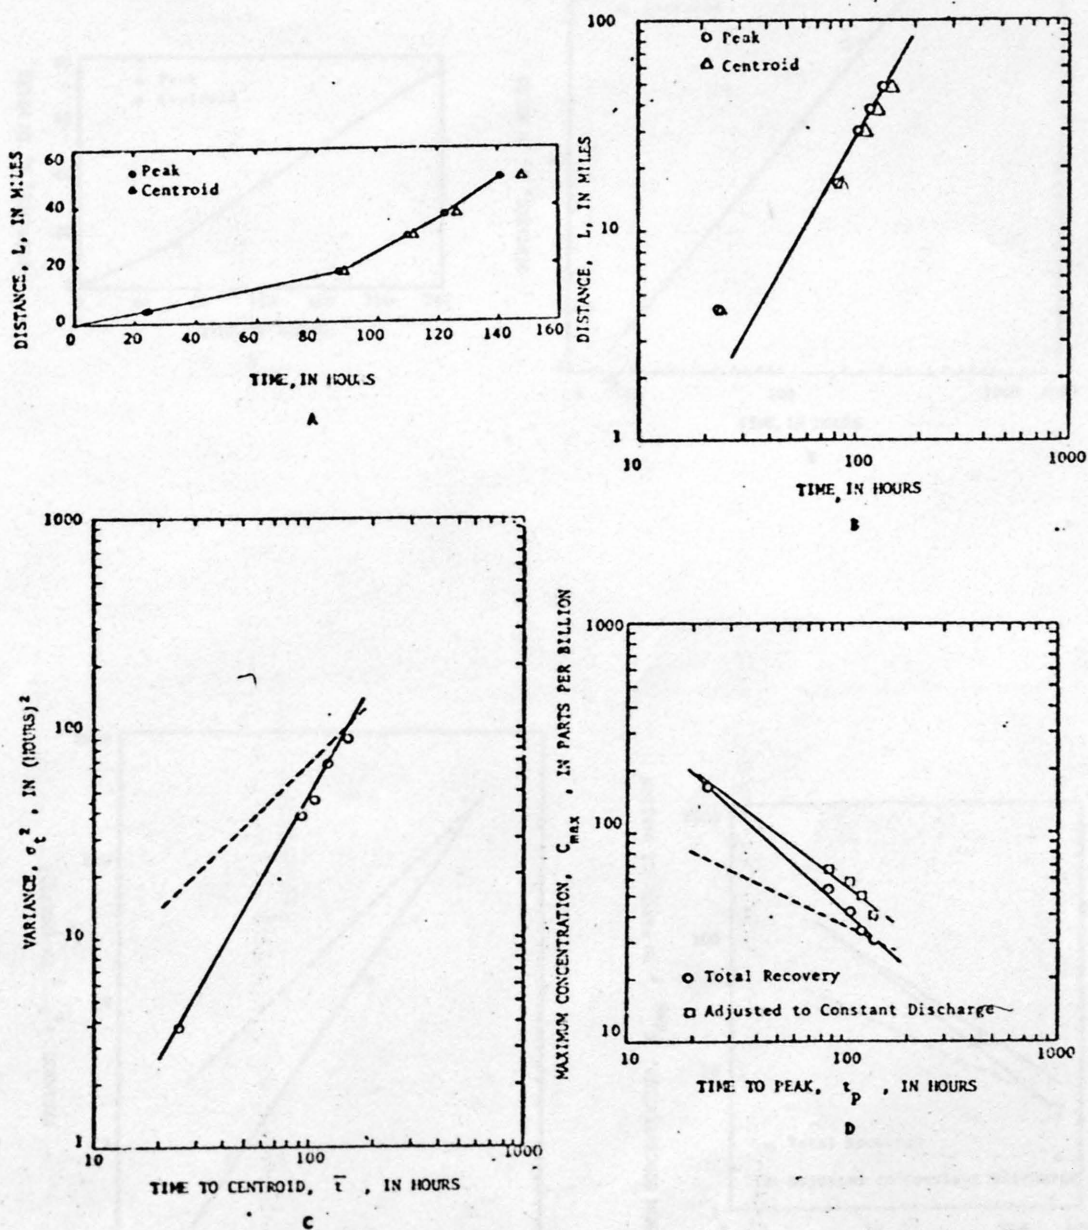 60
40
20
0
DISTANCE, L, IN MILES
Peak
Centroid
0 20 40 60 80 100 120 140 160
TIME, IN HOURS
A
100
10
1
DISTANCE, L, IN MILES
Peak
Centroid
10 100 1000
TIME, IN HOURS
B
1000
100
10
1
VARIANCE, σt², IN (HOURS)²
10 100 1000
TIME TO CENTROID, t̄, IN HOURS
C
1000
100
10
MAXIMUM CONCENTRATION, Cmax, IN PARTS PER BILLION
Total Recovery
Adjusted to Constant Discharge
10 100 1000
TIME TO PEAK, tp, IN HOURS
D